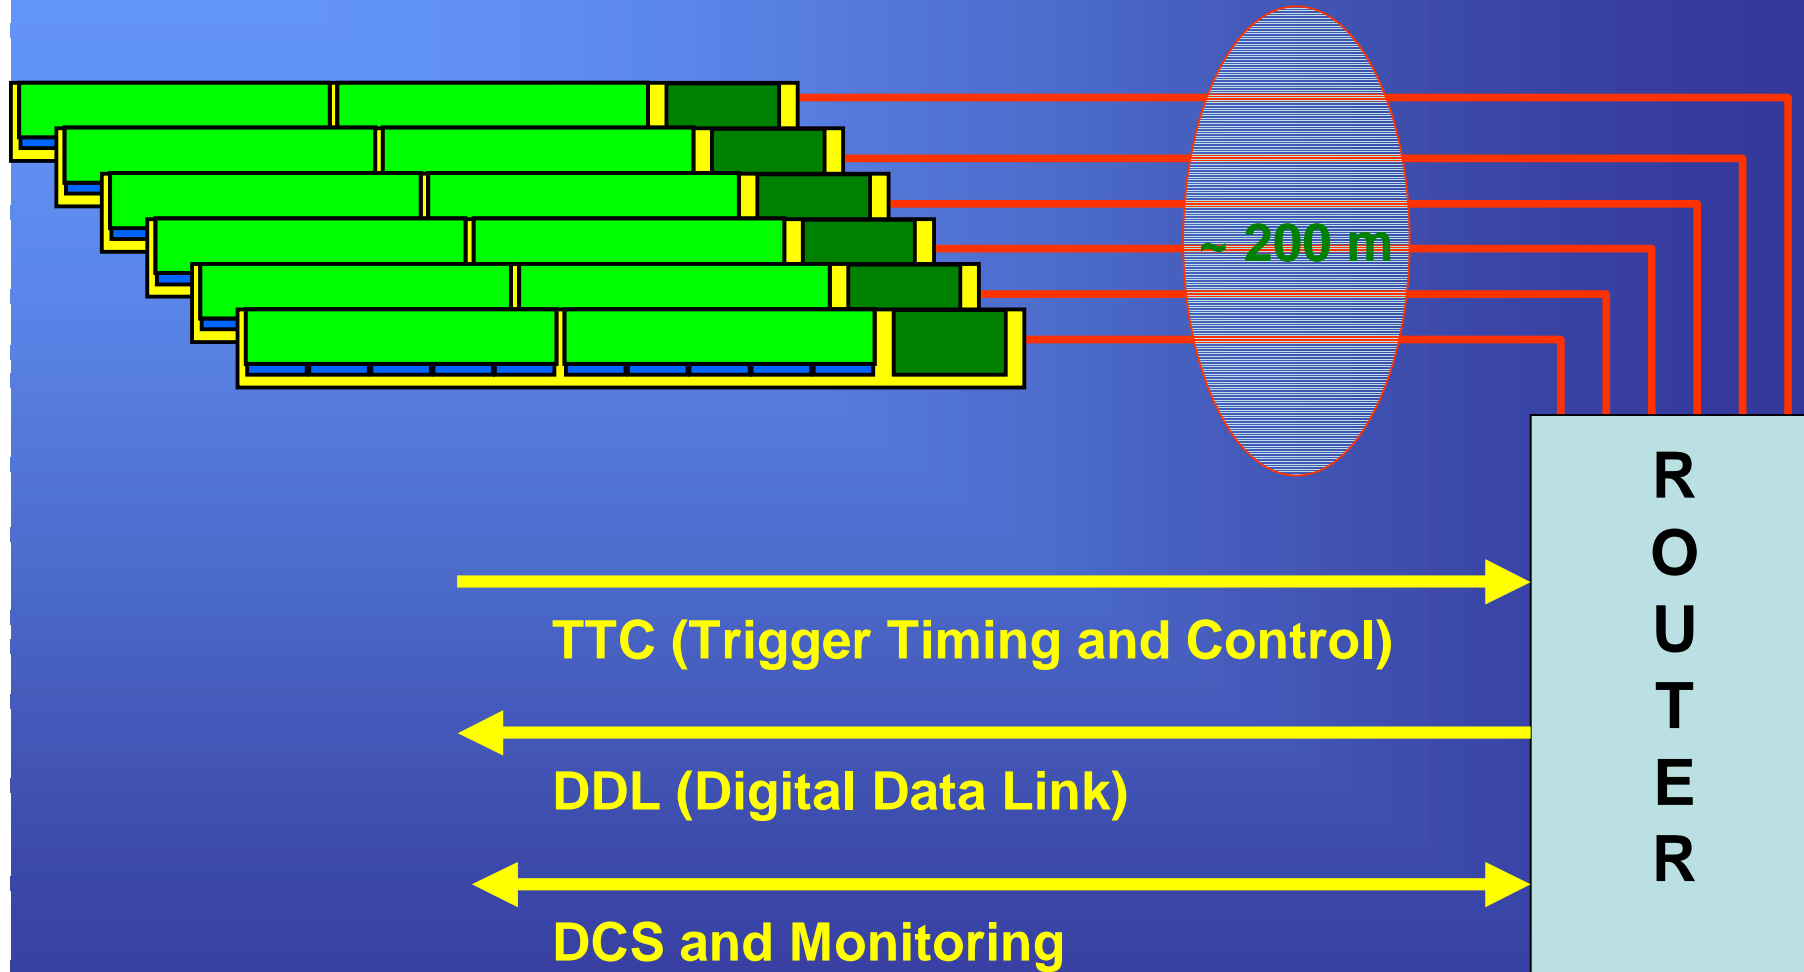 ~ 200 m
R
O
U
T
E
R
TTC (Trigger Timing and Control)
DDL (Digital Data Link)
DCS and Monitoring